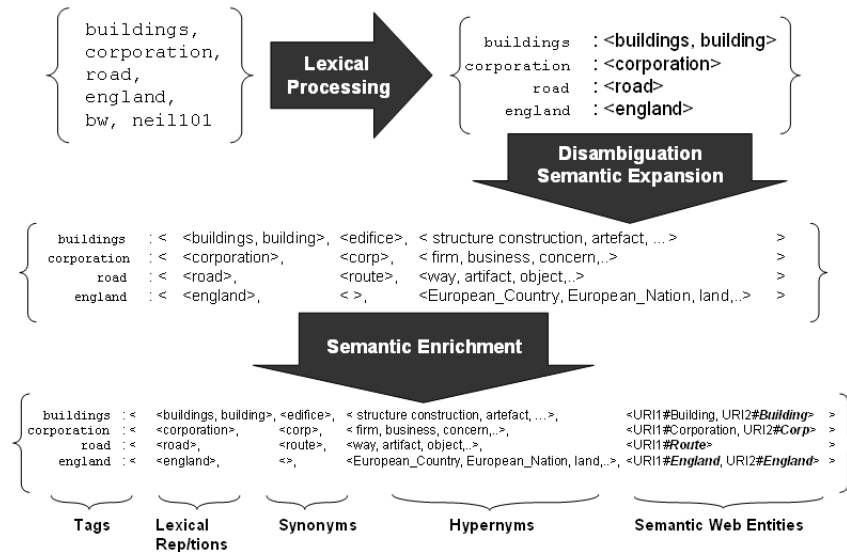 buildings,
corporation,
road,
england,
bw, neil101
Lexical
Processing
buildings : <buildings, building>
corporation : <corporation>
road : <road>
england : <england>
Disambiguation
Semantic Expansion
buildings : < <buildings, building>, <edifice>, < structure construction, artefact, ...> >
corporation : < <corporation>, <corp>, < firm, business, concern,..> >
road : < <road>, <route>, <way, artifact, object,..> >
england : < <england>, < >, <European_Country, European_Nation, land,..> >
Semantic Enrichment
buildings : < <buildings, building>, <edifice>, < structure construction, artefact, ...>, <URI1#Building, URI2#Building> >
corporation : < <corporation>, <corp>, < firm, business, concern,..>, <URI1#Corporation, URI2#Corp> >
road : < <road>, <route>, <way, artifact, object,..>, <URI1#Route> >
england : < <england>, <>, <European_Country, European_Nation, land,..>, <URI1#England, URI2#England> >
Tags Lexical Synonyms Hypernyms Semantic Web Entities
Rep/tions